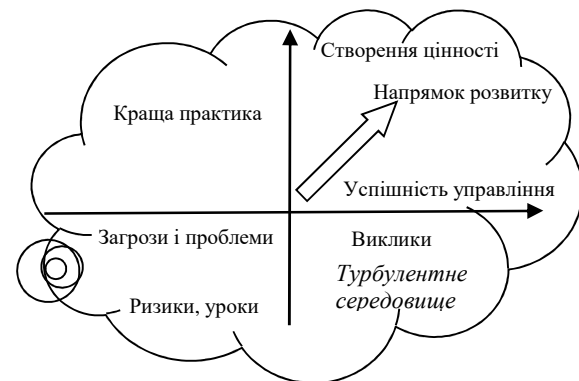 Створення цінності
Напрямок розвитку
Краща практика
Успішність управління
Загрози і проблеми
Виклики
Турбулентне
середовище
Ризики, уроки